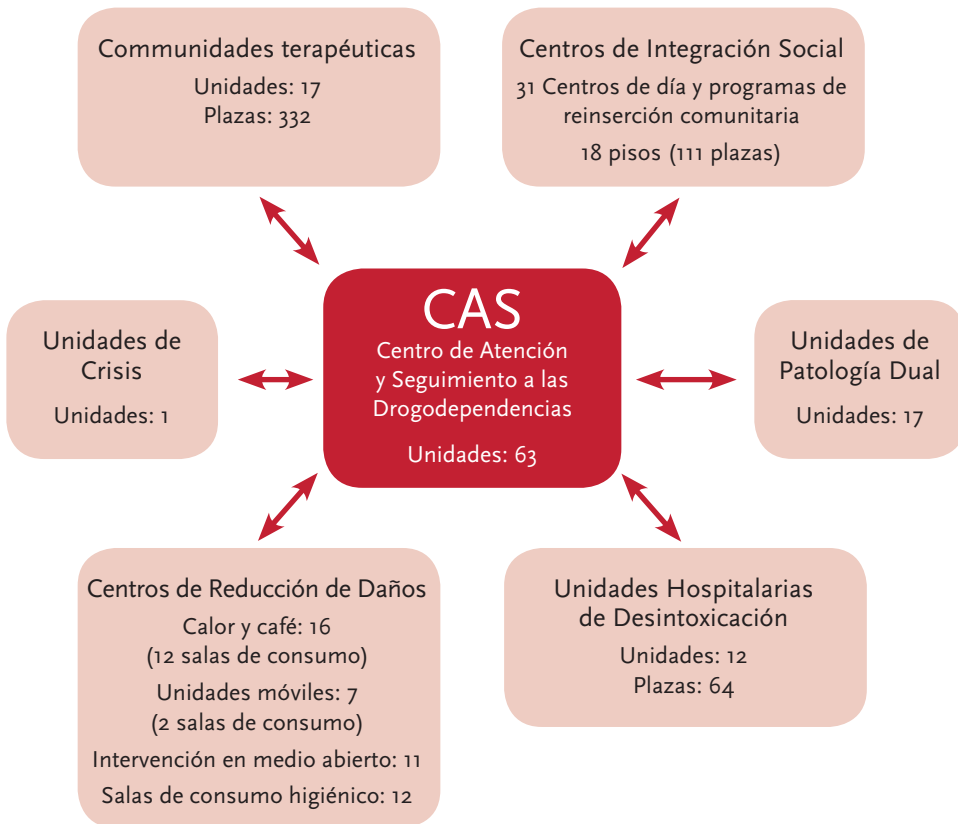 Communidades terapéuticas
Unidades: 17
Plazas: 332
Centros de Integración Social
31 Centros de día y programas de
reinserción comunitaria
18 pisos (111 plazas)
Unidades de
Crisis
Unidades: 1
CAS
Centro de Atención
y Seguimiento a las
Drogodependencias
Unidades: 63
Unidades de
Patología Dual
Unidades: 17
Centros de Reducción de Daños
Calor y café: 16
(12 salas de consumo)
Unidades móviles: 7
(2 salas de consumo)
Intervención en medio abierto: 11
Salas de consumo higiénico: 12
Unidades Hospitalarias
de Desintoxicación
Unidades: 12
Plazas: 64